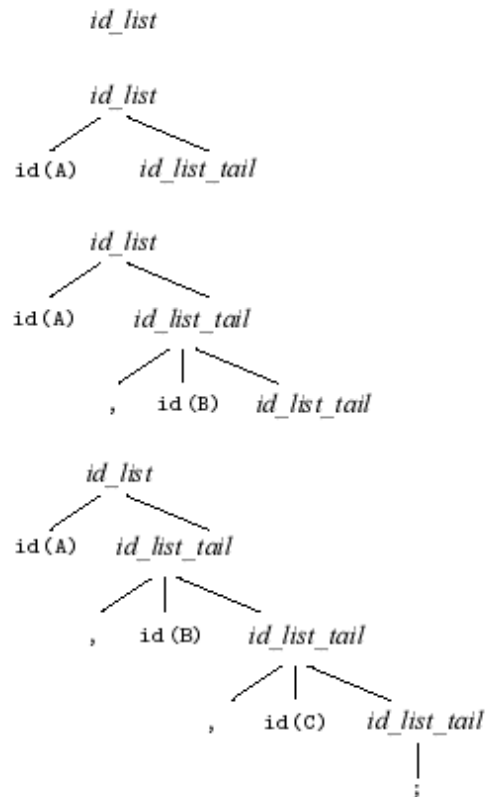 id_list
id_list
id(A) id_list_tail
id_list
id(A) id_list_tail
, id(B) id_list_tail
id_list
id(A) id_list_tail
, id(B) id_list_tail
, id(C) id_list_tail
;